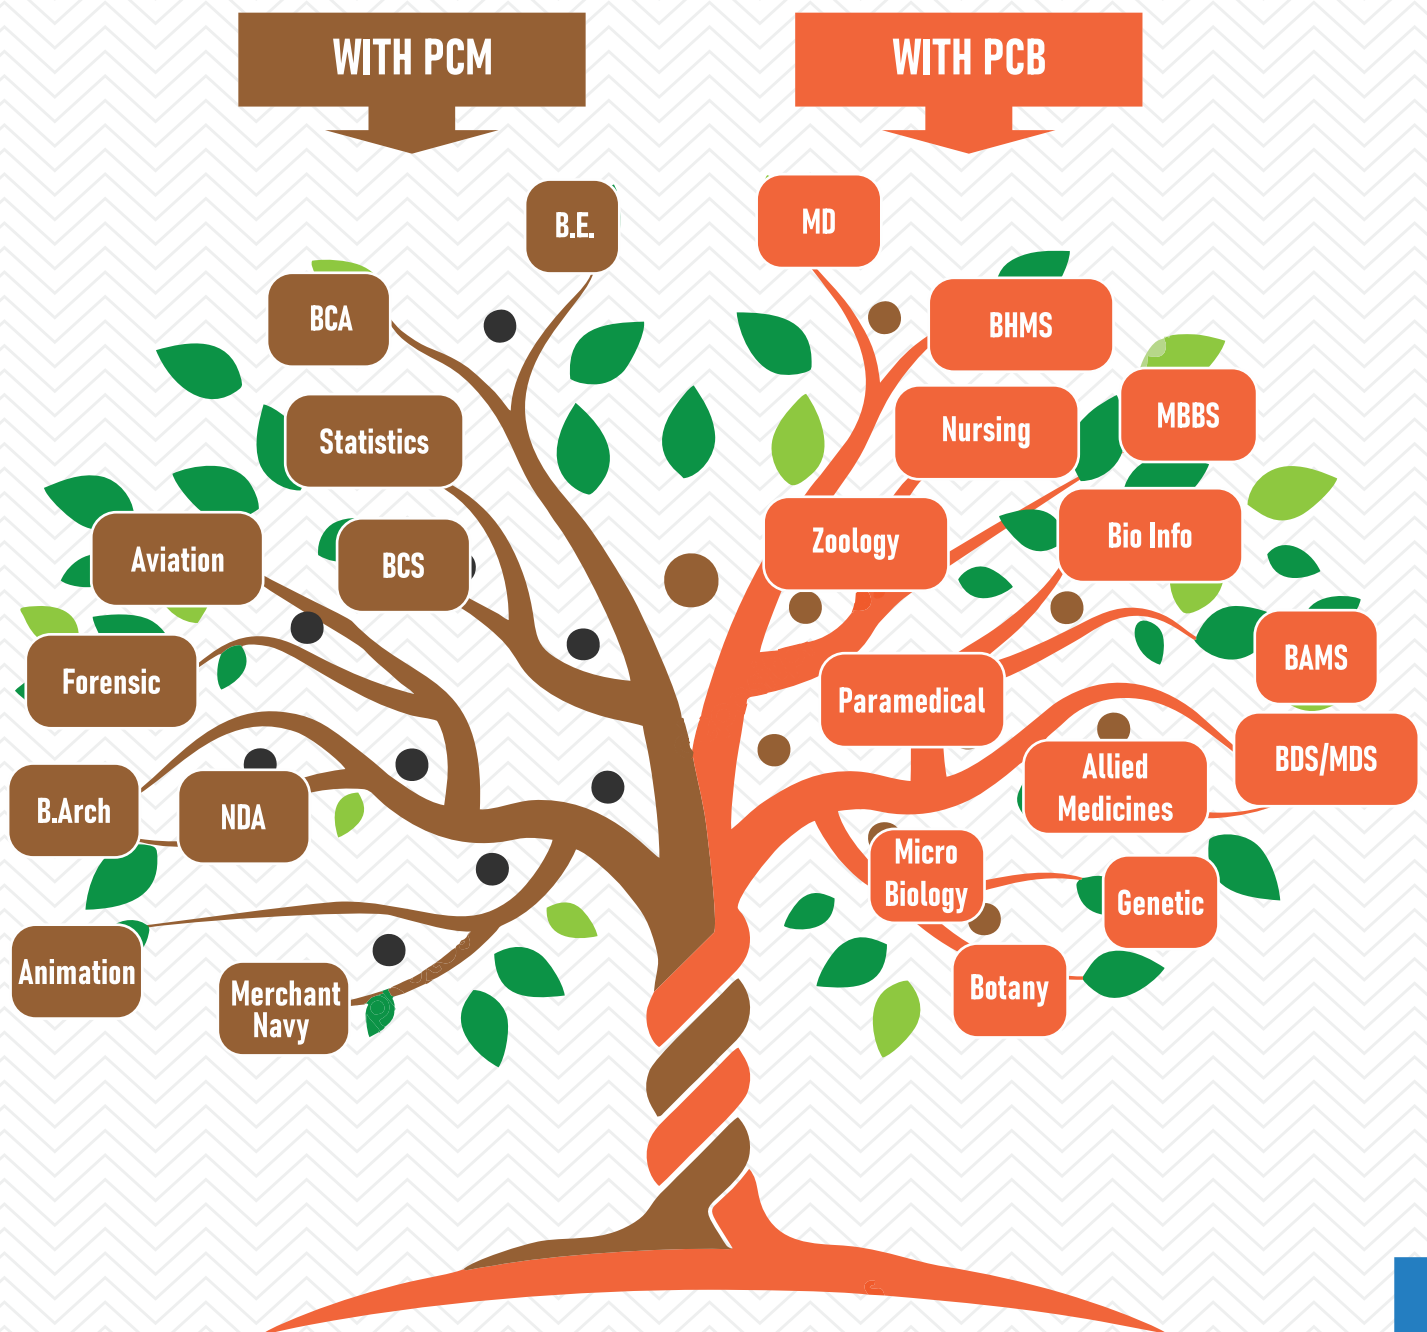 WITH PCM
WITH PCB
B.E.
BCA
Statistics
Aviation
BCS
Forensic
B.Arch
NDA
Animation
Merchant
Navy
MD
BHMS
MBBS
Nursing
Zoology
Bio Info
BAMS
Paramedical
BDS/MDS
Allied
Medicines
Micro
Biology
Genetic
Botany